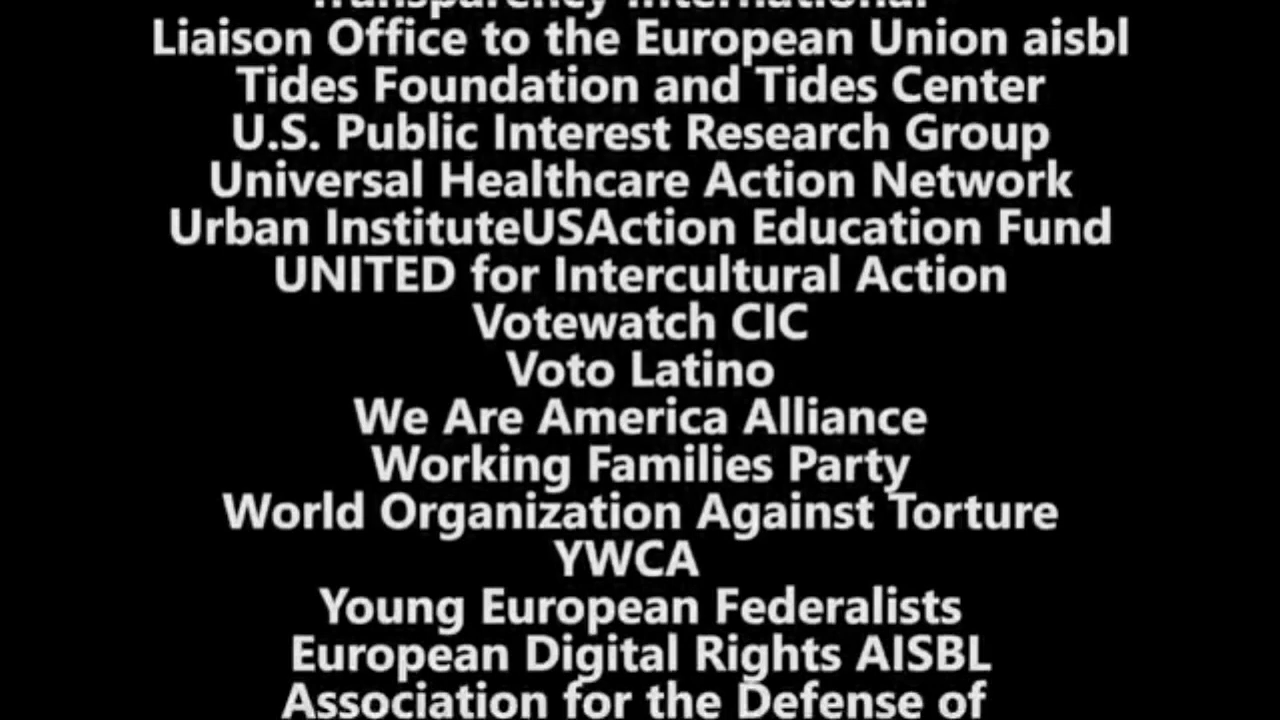 Transparency International
Liaison Office to the European Union aisbl
Tides Foundation and Tides Center
U.S. Public Interest Research Group
Universal Healthcare Action Network
Urban InstituteUSAction Education Fund
UNITED for Intercultural Action
Votewatch CIC
Voto Latino
We Are America Alliance
Working Families Party
World Organization Against Torture
YWCA
Young European Federalists
European Digital Rights AISBL
Association for the Defense of